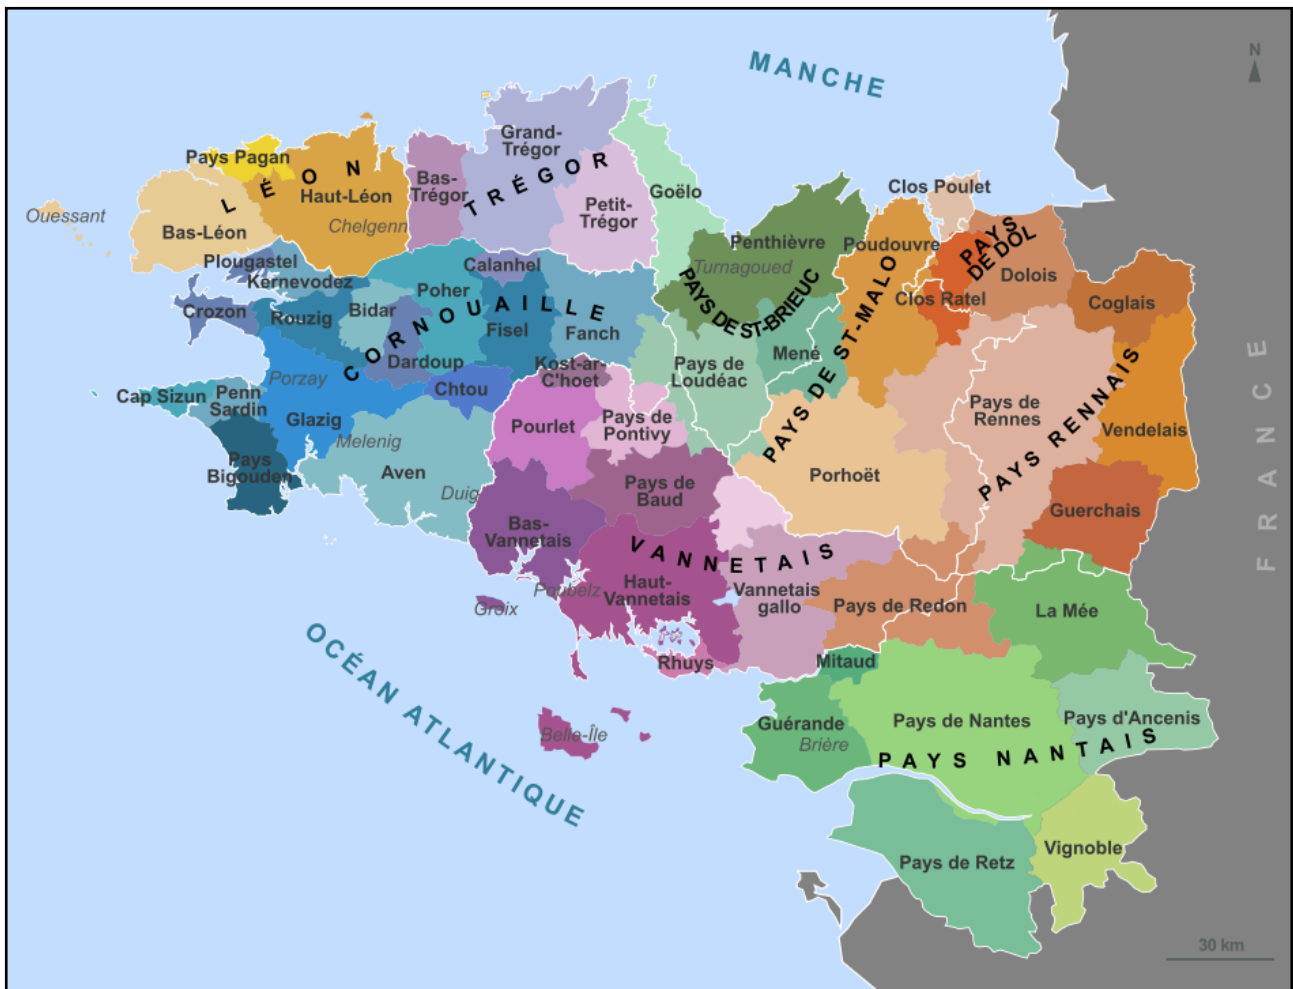 MANCHE
N
Grand-
Trégor
Pays Pagan
LÉON
Haut-Léon
Bas-
Trégor
TRÉGOR
Petit-
Trégor
Goëlo
Clos Poulet
Ouessant
Bas-Léon
Chelgenn
Penthièvre
Turnagoued
Poudouvre
PAYS
DE DOL
Dolois
Plougastel
Kernevodez
Calanhel
Poher
PAYS DE ST-BRIEUC
Clos Ratel
Coglais
Crozon
Rouzig
Bidar
CORNOUAILLE
Fisel
Fanch
Dardoup
Mené
PAYS DE ST-MALO
Kost-ar-
C'hoet
Pays de
Loudéac
Porzay
Chtou
Cap Sizun
Penn
Sardin
Glazig
Pourlet
Pays de
Pontivy
Pays de
Rennes
PAYS RENNAIS
Vendelais
FRANCE
Melenig
Pays
Bigouden
Aven
Duig
Pays de
Baud
Porhoët
Guerchais
Bas-
Vannetais
VANNETAIS
Haut-
Vannetais
Poubelz
Groix
Vannetais
gallo
Pays de Redon
La Mée
OCÉAN ATLANTIQUE
Rhuys
Mitaud
Belle-Île
Guérande
Brière
Pays de Nantes
Pays d'Ancenis
PAYS NANTAIS
Pays de Retz
Vignoble
30 km